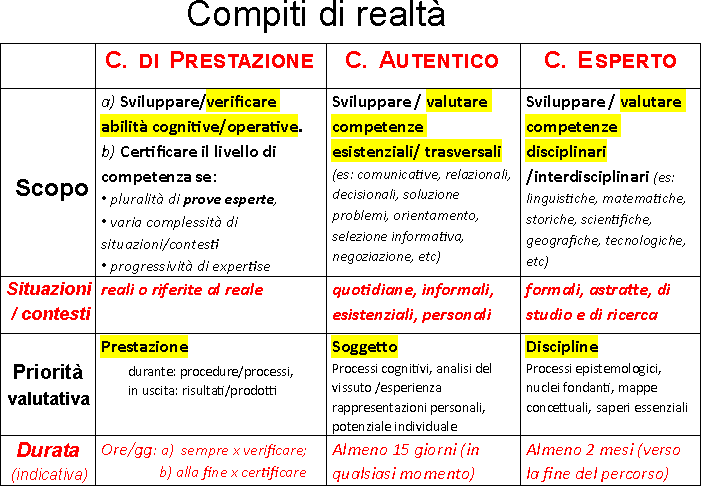 Compiti di realtà
C. DI PRESTAZIONE
C. AUTENTICO
C. ESPERTO
Scopo
a) Sviluppare/verificare
abilità cognitive/operative.
b) Certificare il livello di
competenza se:
• pluralità di prove esperte,
• varia complessità di
situazioni/contesti
• progressività di expertise
Sviluppare / valutare
competenze
esistenziali/ trasversali
(es: comunicative, relazionali,
decisionali, soluzione
problemi, orientamento,
selezione informativa,
negoziazione, etc)
Sviluppare / valutare
competenze
disciplinari
/interdisciplinari (es:
linguistiche, matematiche,
storiche, scientifiche,
geografiche, tecnologiche,
etc)
Situazioni
/ contesti
reali o riferite al reale
quotidiane, informali,
esistenziali, personali
formali, astratte, di
studio e di ricerca
Priorità
valutativa
Prestazione
durante: procedure/processi,
in uscita: risultati/prodotti
Soggetto
Processi cognitivi, analisi del
vissuto /esperienza
rappresentazioni personali,
potenziale individuale
Discipline
Processi epistemologici,
nuclei fondanti, mappe
concettuali, saperi essenziali
Durata
(indicativa)
Ore/gg: a) sempre x verificare;
b) alla fine x certificare
Almeno 15 giorni (in
qualsiasi momento)
Almeno 2 mesi (verso
la fine del percorso)